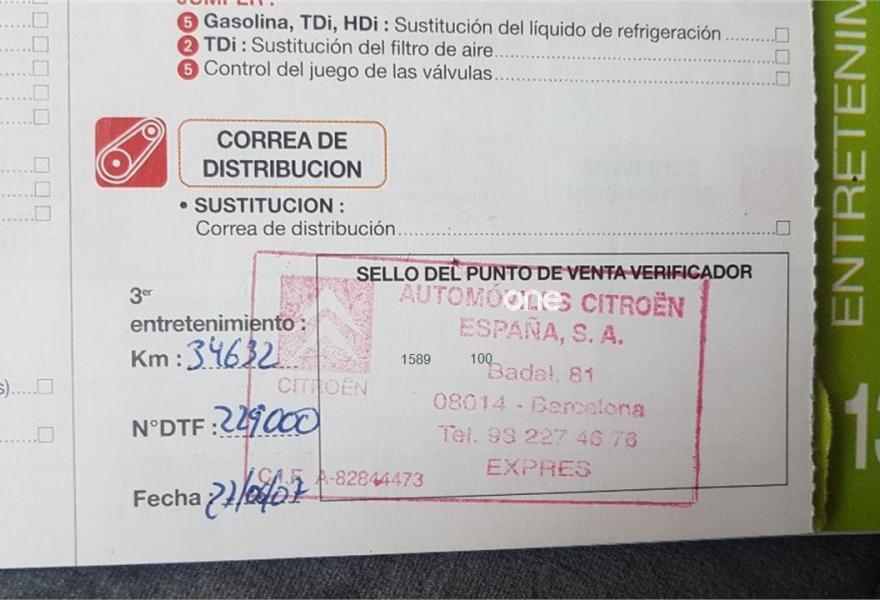 JUMPER :
5 Gasolina, TDi, HDi : Sustitución del líquido de refrigeración
2 TDi : Sustitución del filtro de aire
5 Control del juego de las válvulas
CORREA DE
DISTRIBUCION
• SUSTITUCION :
Correa de distribución
SELLO DEL PUNTO DE VENTA VERIFICADOR
3er
entretenimiento :
Km : 34632
N°DTF : 229000
Fecha :
CITROËN
AUTOMÓVILES CITROËN
ESPAÑA, S. A.
Badal, 81
08014 - Barcelona
Tel. 93 227 46 76
EXPRES
C.I.F. A-82844473
one
1589 100
s)
ENTRETENIM
13